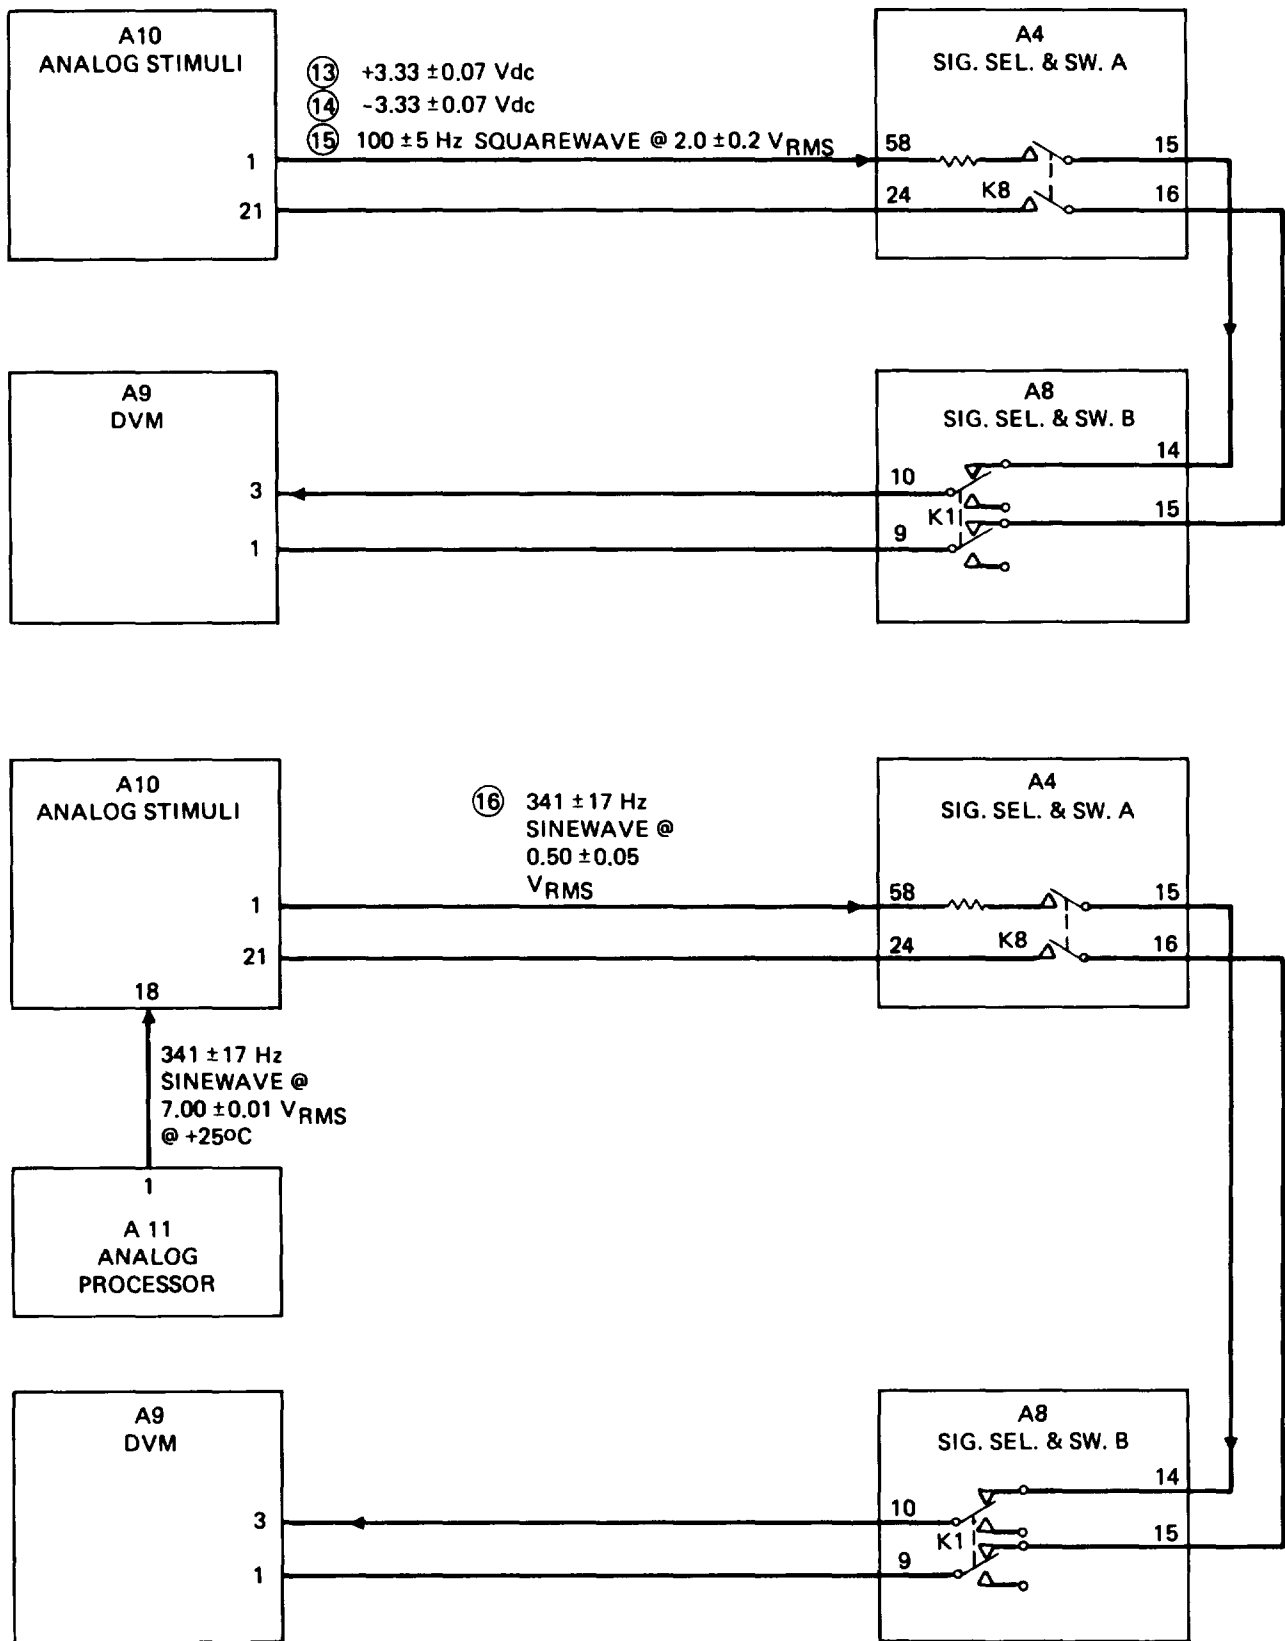 A10
ANALOG STIMULI
1
21
13 +3.33 ±0.07 Vdc
14 -3.33 ±0.07 Vdc
15 100 ±5 Hz SQUAREWAVE @ 2.0 ±0.2 VRMS
A4
SIG. SEL. & SW. A
58
15
24
K8
16
A9
DVM
3
1
A8
SIG. SEL. & SW. B
14
10
K1
15
9
A10
ANALOG STIMULI
1
21
18
16 341 ±17 Hz
SINEWAVE @
0.50 ±0.05
VRMS
A4
SIG. SEL. & SW. A
58
15
24
K8
16
341 ±17 Hz
SINEWAVE @
7.00 ±0.01 VRMS
@ +25°C
1
A 11
ANALOG
PROCESSOR
A9
DVM
3
1
A8
SIG. SEL. & SW. B
14
10
K1
15
9